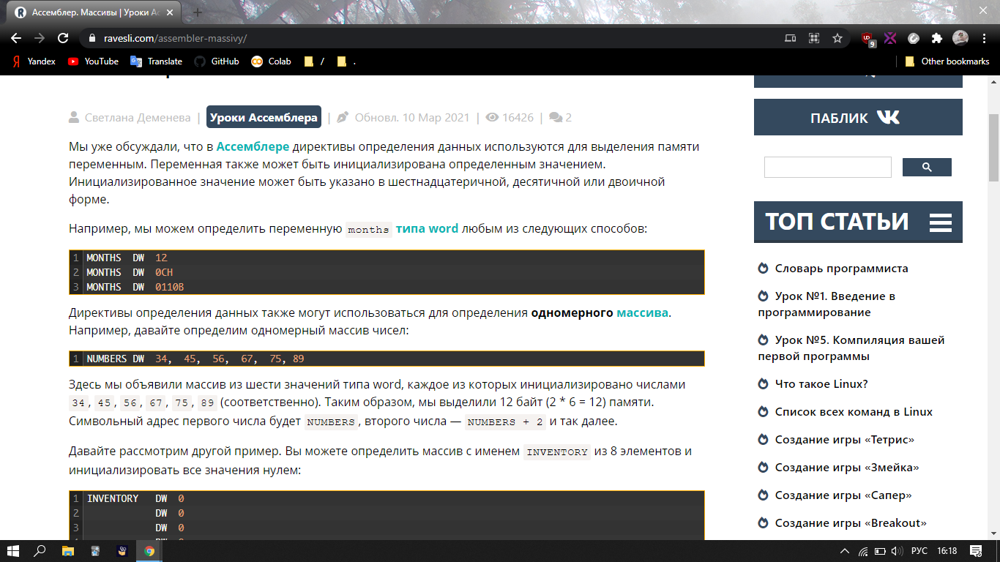 Ассемблер. Массивы | Уроки Ас
ravesli.com/assembler-massivy/
9
Yandex
YouTube
Translate
GitHub
Colab
/
.
Other bookmarks
Светлана Деменева | Уроки Ассемблера | Обновл. 10 Мар 2021 | 16426 | 2
Мы уже обсуждали, что в Ассемблере директивы определения данных используются для выделения памяти
переменным. Переменная также может быть инициализирована определенным значением.
Инициализированное значение может быть указано в шестнадцатеричной, десятичной или двоичной
форме.
Например, мы можем определить переменную months типа word любым из следующих способов:
1 MONTHS DW 12
2 MONTHS DW 0CH
3 MONTHS DW 0110B
Директивы определения данных также могут использоваться для определения одномерного массива.
Например, давайте определим одномерный массив чисел:
1 NUMBERS DW 34, 45, 56, 67, 75, 89
Здесь мы объявили массив из шести значений типа word, каждое из которых инициализировано числами
34, 45, 56, 67, 75, 89 (соответственно). Таким образом, мы выделили 12 байт (2 * 6 = 12) памяти.
Символьный адрес первого числа будет NUMBERS, второго числа — NUMBERS + 2 и так далее.
Давайте рассмотрим другой пример. Вы можете определить массив с именем INVENTORY из 8 элементов и
инициализировать все значения нулем:
1 INVENTORY DW 0
2 DW 0
3 DW 0
ПАБЛИК
ТОП СТАТЬИ
Словарь программиста
Урок №1. Введение в
программирование
Урок №5. Компиляция вашей
первой программы
Что такое Linux?
Список всех команд в Linux
Создание игры «Тетрис»
Создание игры «Змейка»
Создание игры «Сапер»
Создание игры «Breakout»
РУС
16:18